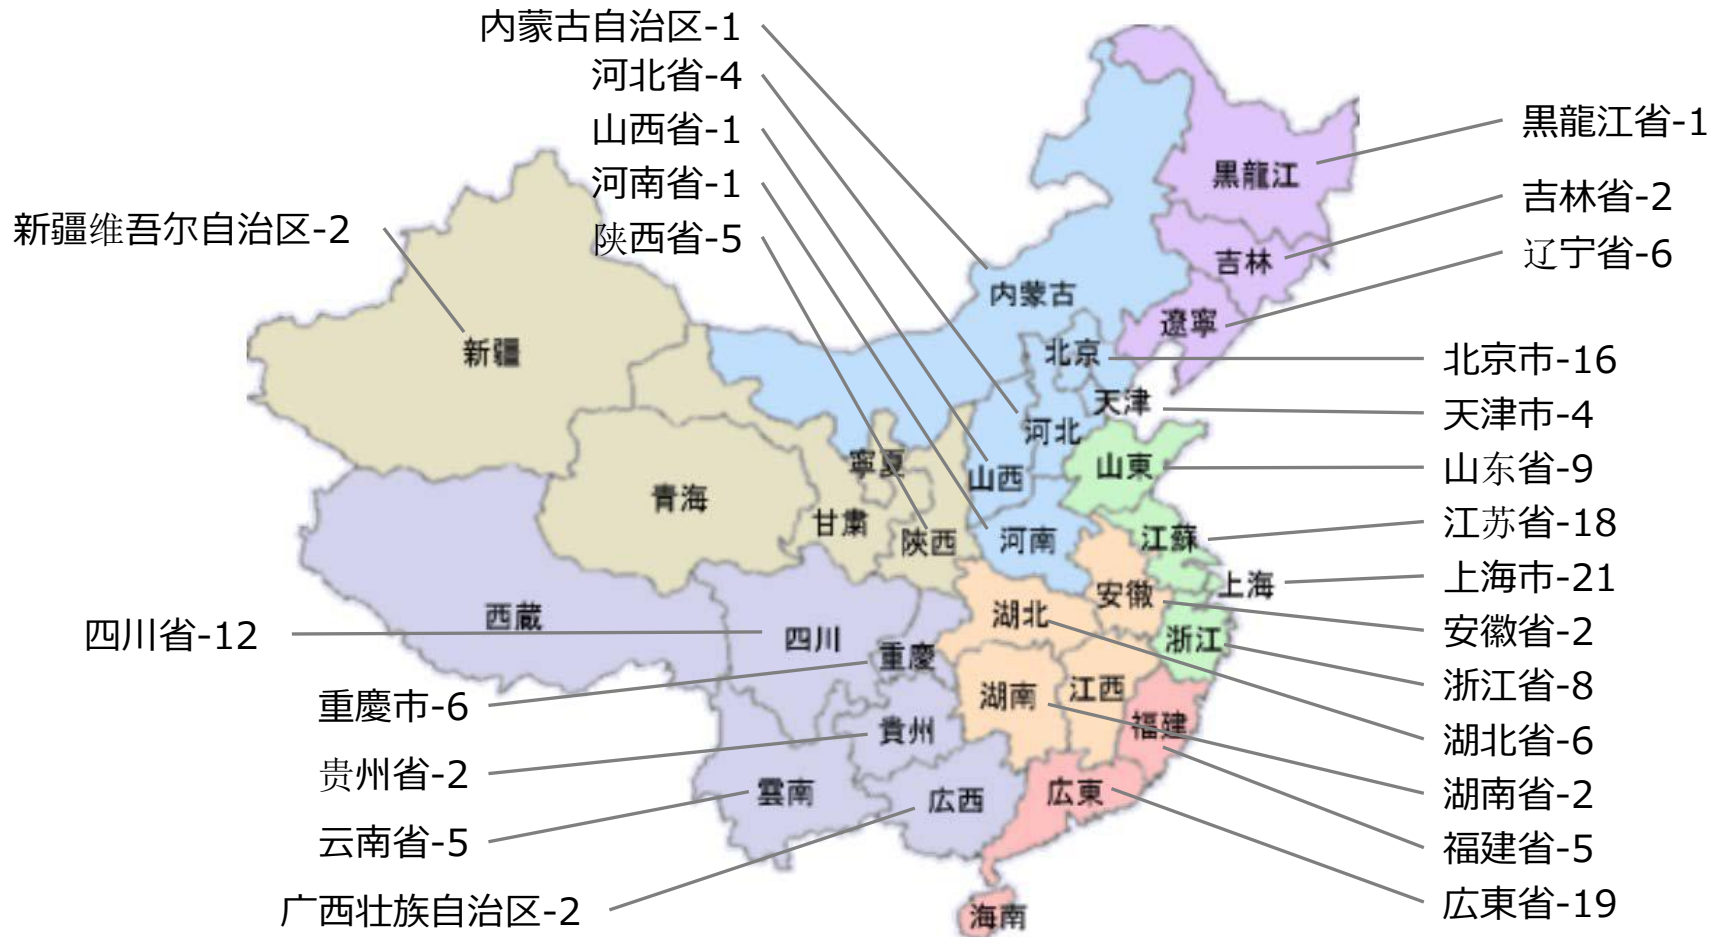 内蒙古自治区-1
河北省-4
山西省-1
河南省-1
陕西省-5
新疆维吾尔自治区-2
四川省-12
重慶市-6
贵州省-2
云南省-5
广西壮族自治区-2
黒龍江省-1
吉林省-2
辽宁省-6
北京市-16
天津市-4
山东省-9
江苏省-18
上海市-21
安徽省-2
浙江省-8
湖北省-6
湖南省-2
福建省-5
広東省-19
黒龍江
吉林
遼寧
内蒙古
北京
天津
河北
山西
山東
河南
新疆
寧夏
青海
甘粛
陝西
江蘇
上海
安徽
浙江
湖北
西蔵
四川
重慶
湖南
江西
福建
貴州
雲南
広西
広東
海南